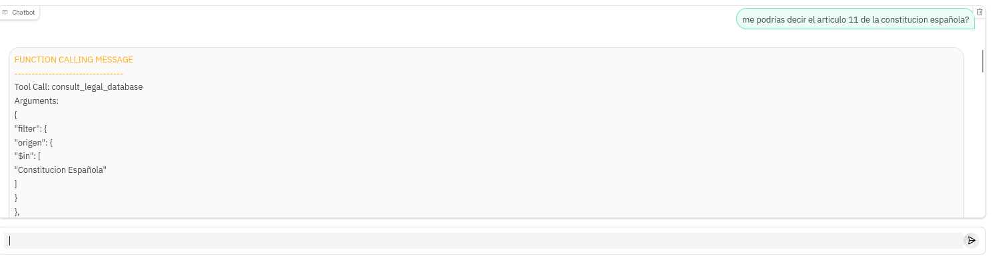 Chatbot
me podrias decir el articulo 11 de la constitucion española?
FUNCTION CALLING MESSAGE
--------------------------------
Tool Call: consult_legal_database
Arguments:
{
"filter": {
"origen": {
"$in": [
"Constitucion Española"
]
}
},